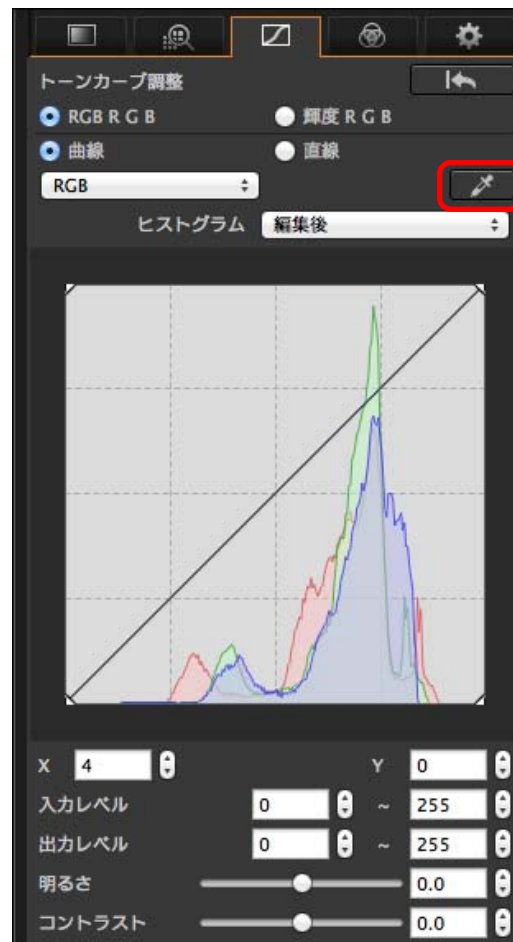 トーンカーブ調整
RGB R G B 輝度 R G B
曲線 直線
RGB
ヒストグラム 編集後
X 4 Y 0
入力レベル 0 ~ 255
出力レベル 0 ~ 255
明るさ 0.0
コントラスト 0.0